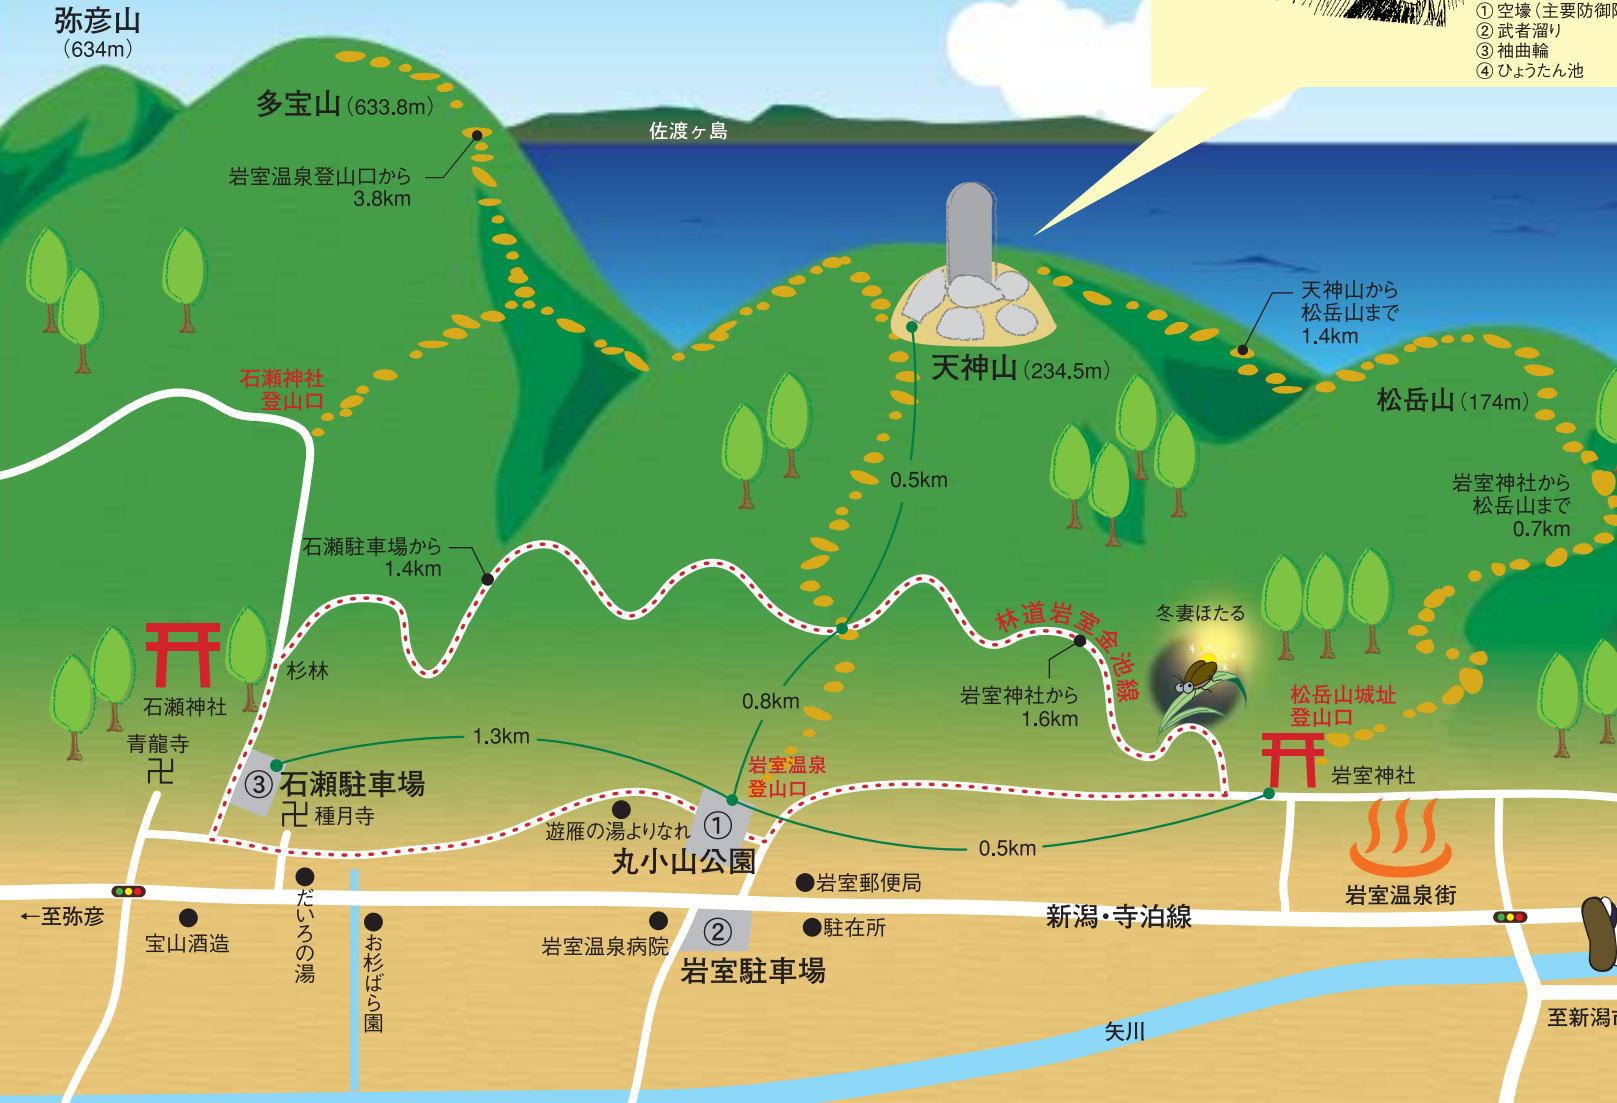 弥彦山
(634m)
① 空壕（主要防御
② 武者溜り
③ 袖曲輪
④ ひょうたん池
多宝山(633.8m)
佐渡ヶ島
岩室温泉登山口から
3.8km
天神山から
松岳山まで
1.4km
天神山(234.5m)
石瀬神社
登山口
松岳山(174m)
0.5km
岩室神社から
松岳山まで
0.7km
石瀬駐車場から
1.4km
林道岩室金池線
冬妻ほたる
杉林
石瀬神社
0.8km
岩室神社から
1.6km
松岳山城址
登山口
青龍寺
1.3km
岩室温泉
登山口
岩室神社
③
石瀬駐車場
種月寺
①
遊雁の湯よりなれ
丸小山公園
0.5km
岩室温泉街
岩室郵便局
だいろの湯
←至弥彦
宝山酒造
お杉ばら園
岩室温泉病院
②
駐在所
新潟・寺泊線
岩室駐車場
矢川
至新潟